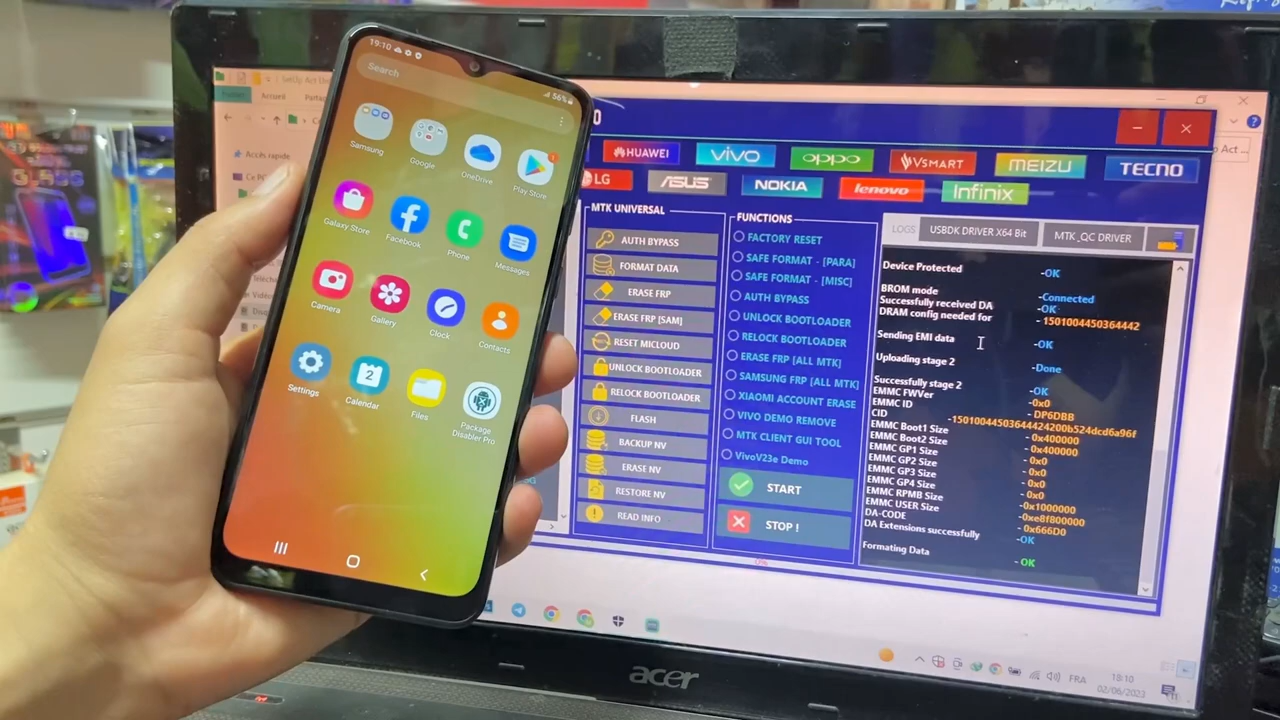 19:10
56%
Search
Samsung
Google
OneDrive
Play Store
Galaxy Store
Facebook
Phone
Messages
Camera
Gallery
Clock
Contacts
Settings
2
Calendar
Files
Package
Disabler Pro
Accueil
Accès rapide
HUAWEI
vivo
oppo
VSMART
MEIZU
TECNO
LG
ASUS
NOKIA
lenovo
Infinix
MTK UNIVERSAL
AUTH BYPASS
FORMAT DATA
ERASE FRP
ERASE FRP [SAM]
RESET MICLOUD
UNLOCK BOOTLOADER
RELOCK BOOTLOADER
FLASH
BACKUP NV
ERASE NV
RESTORE NV
READ INFO
FUNCTIONS
FACTORY RESET
SAFE FORMAT - [PARA]
SAFE FORMAT - [MISC]
AUTH BYPASS
UNLOCK BOOTLOADER
RELOCK BOOTLOADER
ERASE FRP [ALL MTK]
SAMSUNG FRP [ALL MTK]
XIAOMI ACCOUNT ERASE
VIVO DEMO REMOVE
MTK CLIENT GUI TOOL
VivoV23e Demo
START
STOP !
LOGS
USBDK DRIVER X64 Bit
MTK_QC DRIVER
Device Protected -OK
BROM mode -Connected
Successfully received DA -OK
DRAM config needed for - 1501004450364442
Sending EMI data -OK
Uploading stage 2 -Done
Successfully stage 2 -OK
EMMC FWVer -0x0
EMMC ID - DP6DBB
CID -15010044503644424200b524dcd6a96f
EMMC Boot1 Size - 0x400000
EMMC Boot2 Size - 0x400000
EMMC GP1 Size - 0x0
EMMC GP2 Size - 0x0
EMMC GP3 Size - 0x0
EMMC GP4 Size - 0x0
EMMC RPMB Size -0x1000000
EMMC USER Size -0xe8f800000
DA-CODE - 0x666D0
DA Extensions successfully -OK
Formating Data - OK
FRA
18:10
02/06/2023
acer